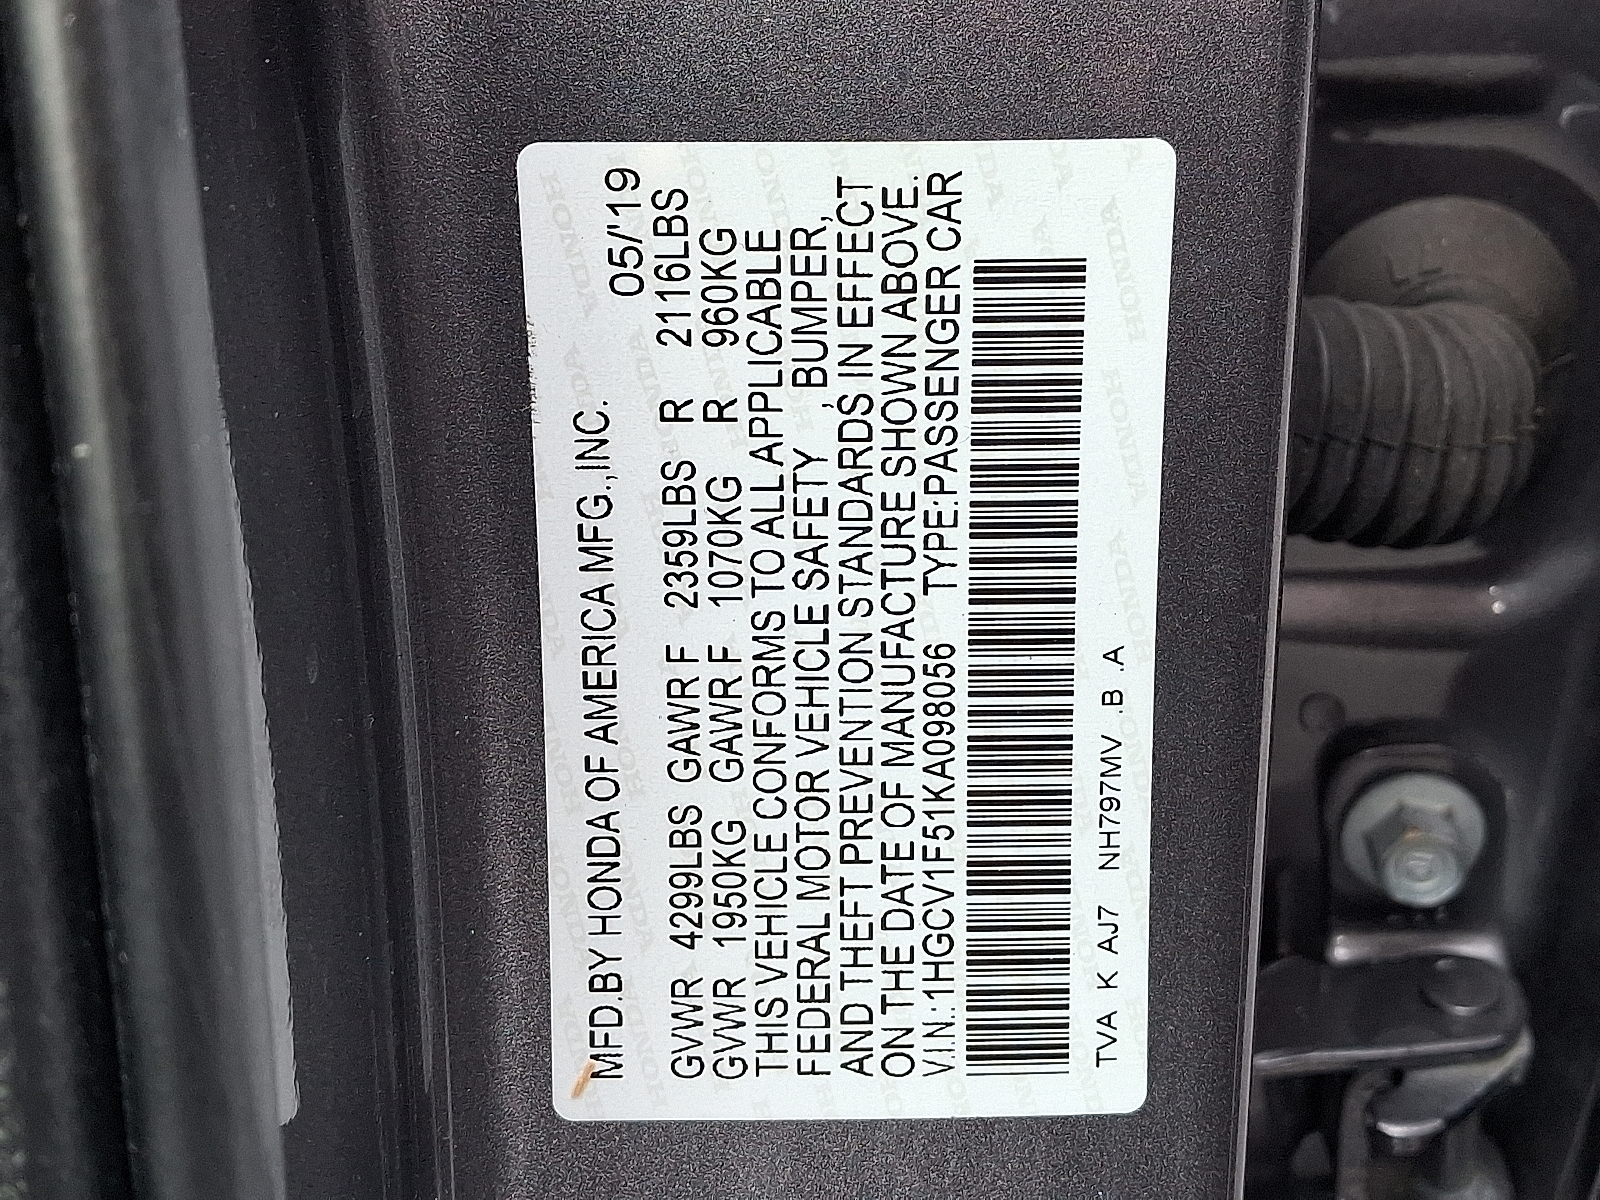 MFD.BY HONDA OF AMERICA MFG.,INC. 05/'19
GVWR 4299LBS GAWR F 2359LBS R 2116LBS
GVWR 1950KG GAWR F 1070KG R 960KG
THIS VEHICLE CONFORMS TO ALL APPLICABLE
FEDERAL MOTOR VEHICLE SAFETY , BUMPER,
AND THEFT PREVENTION STANDARDS IN EFFECT
ON THE DATE OF MANUFACTURE SHOWN ABOVE.
V.I.N.:1HGCV1F51KA098056 TYPE:PASSENGER CAR
TVA K AJ7 NH797MV .B .A